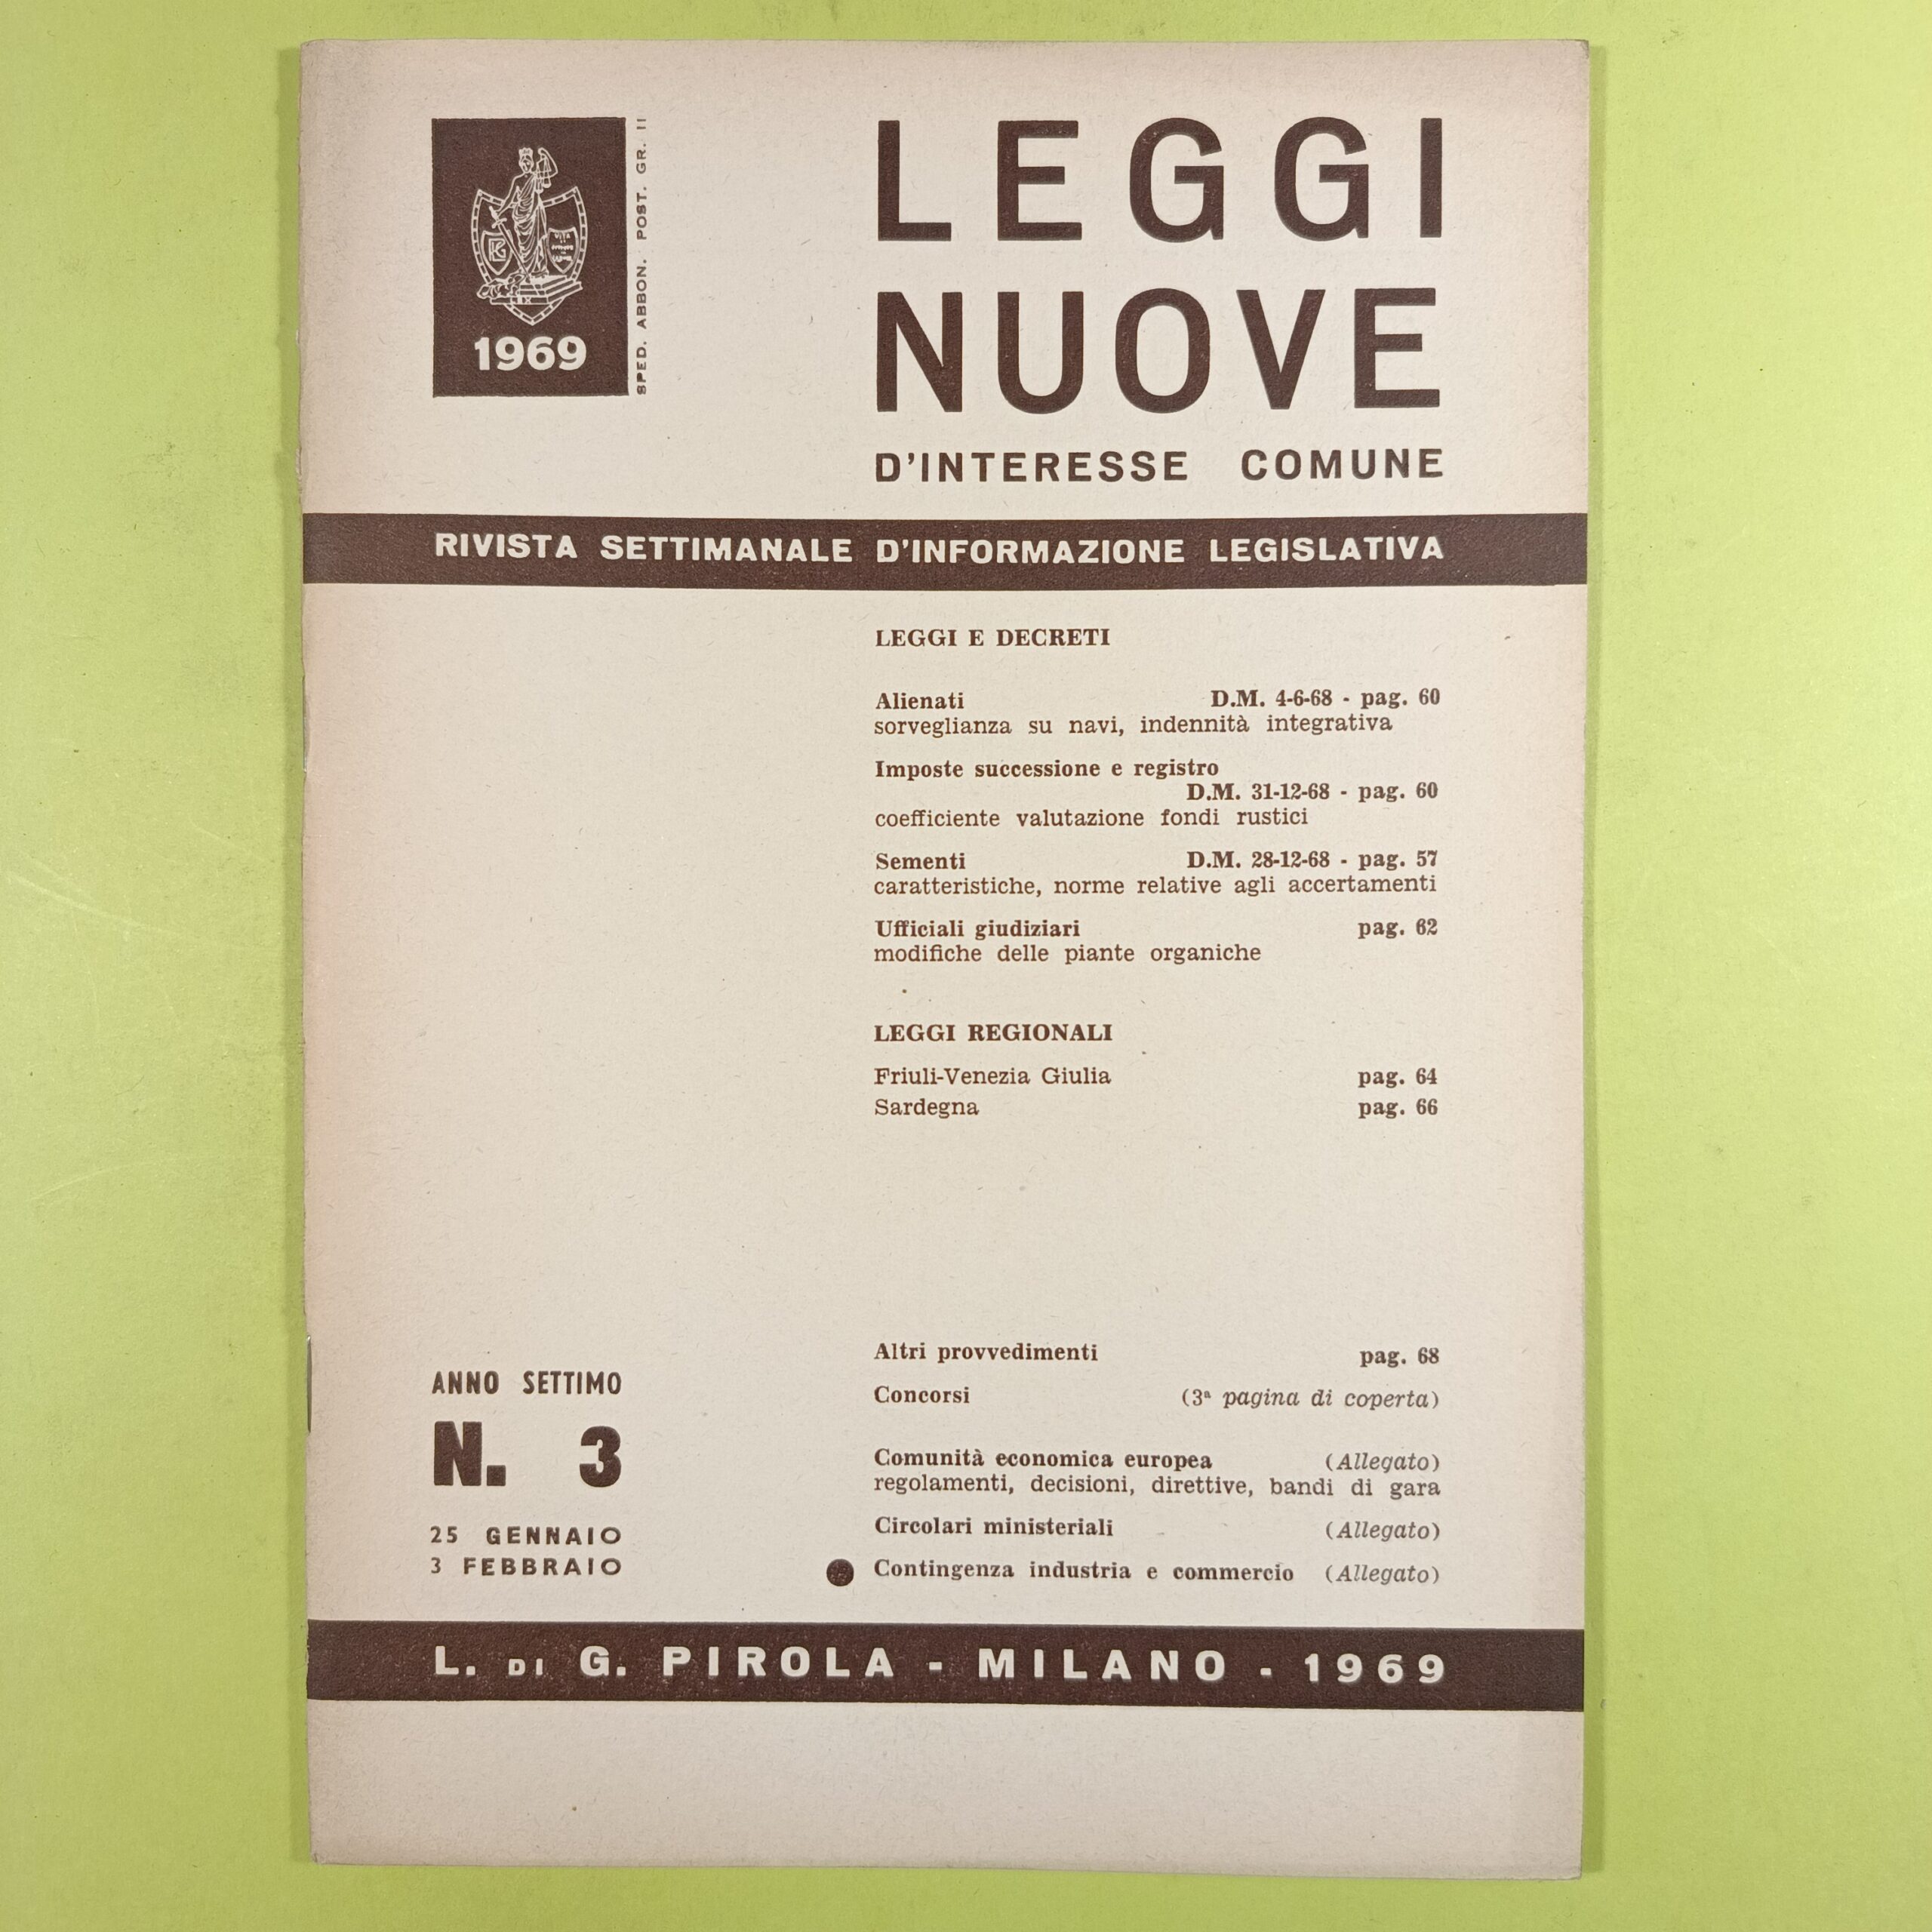 LEGGI
NUOVE
D'INTERESSE COMUNE
1969
SPED. ABBON. POST. GR. II
RIVISTA SETTIMANALE D'INFORMAZIONE LEGISLATIVA
LEGGI E DECRETI
Alienati D.M. 4-6-68 - pag. 60
sorveglianza su navi, indennità integrativa
Imposte successione e registro
D.M. 31-12-68 - pag. 60
coefficiente valutazione fondi rustici
Sementi D.M. 28-12-68 - pag. 57
caratteristiche, norme relative agli accertamenti
Ufficiali giudiziari pag. 62
modifiche delle piante organiche
LEGGI REGIONALI
Friuli-Venezia Giulia pag. 64
Sardegna pag. 66
Altri provvedimenti pag. 68
Concorsi (3ª pagina di coperta)
Comunità economica europea (Allegato)
regolamenti, decisioni, direttive, bandi di gara
Circolari ministeriali (Allegato)
● Contingenza industria e commercio (Allegato)
ANNO SETTIMO
N. 3
25 GENNAIO
3 FEBBRAIO
L. DI G. PIROLA - MILANO - 1969